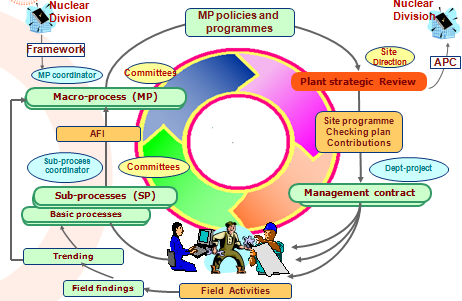 Nuclear
Division
MP policies and
programmes
Nuclear
Division
Framework
Site
Direction
APC
MP coordinator
Committees
Plant strategic Review
Macro-process (MP)
Site programme
Checking plan
Contributions
AFI
Sub-process
coordinator
Committees
Dept-project
Sub-processes (SP)
Management contract
Basic processes
Trending
Field findings
Field Activities